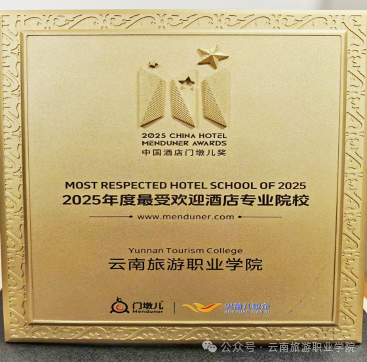 2025 CHINA HOTEL
MENDUNER AWARDS
中国酒店门墩儿奖
MOST RESPECTED HOTEL SCHOOL OF 2025
2025年度最受欢迎酒店专业院校
www.menduner.com
Yunnan Tourism College
云南旅游职业学院
门墩儿
Menduner
公众号 · 云南旅游职业学院